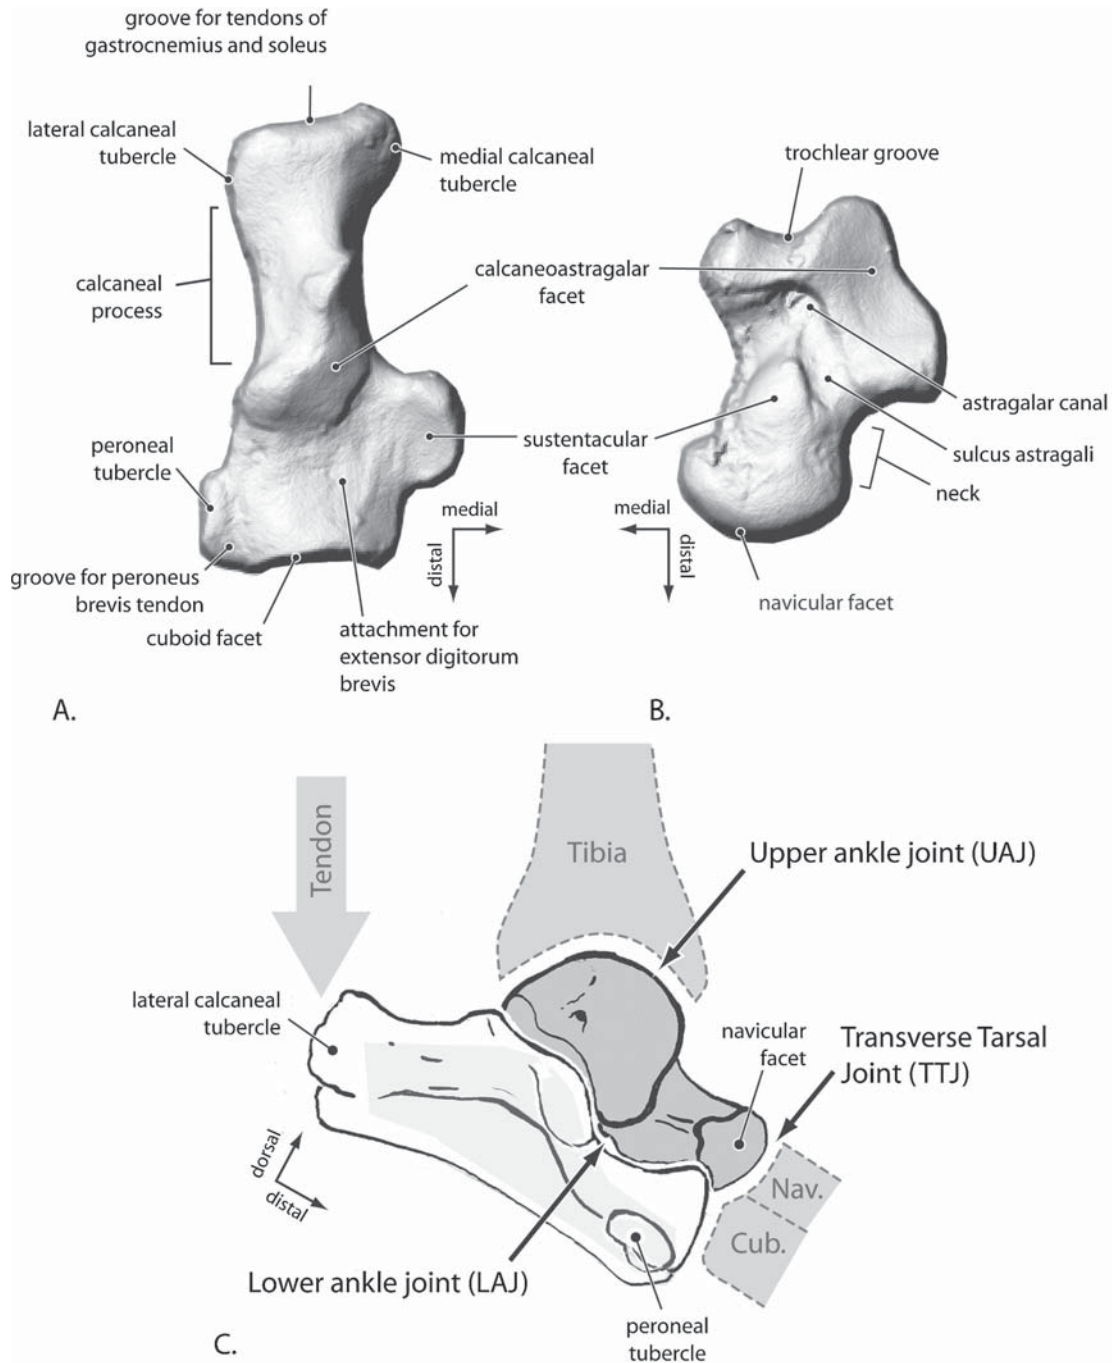 groove for tendons of
gastrocnemius and soleus
lateral calcaneal
tubercle
medial calcaneal
tubercle
trochlear groove
calcaneal
process
calcaneoastragalar
facet
astragalar canal
peroneal
tubercle
sustentacular
facet
sulcus astragali
neck
medial
distal
medial
distal
groove for peroneus
brevis tendon
cuboid facet
attachment for
extensor digitorum
brevis
navicular facet
A.
B.
Tendon
Tibia
Upper ankle joint (UAJ)
lateral calcaneal
tubercle
navicular
facet
Transverse Tarsal
Joint (TTJ)
dorsal
distal
Nav.
Cub.
Lower ankle joint (LAJ)
peroneal
tubercle
C.